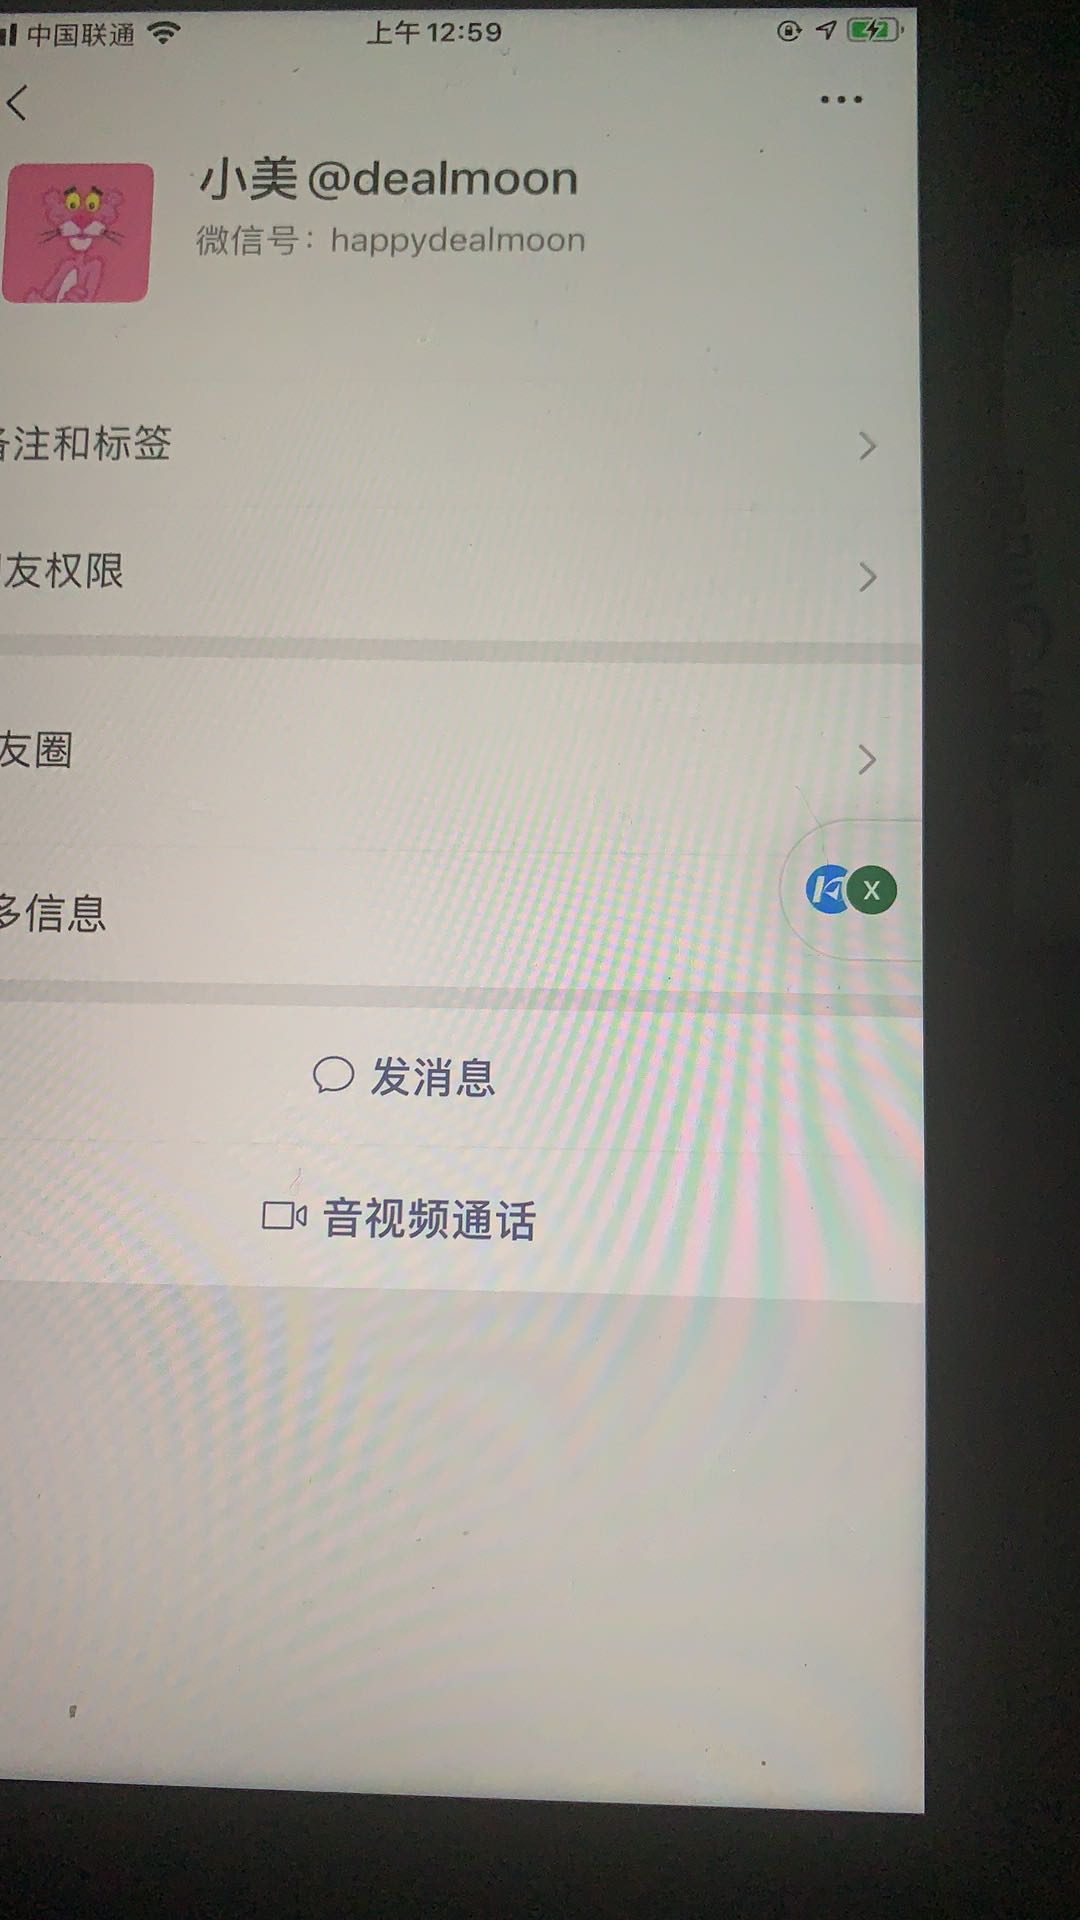 中国联通 上午12:59
小美@dealmoon
微信号：happydealmoon
注和标签
友权限
友圈
信息
X
发消息
音视频通话